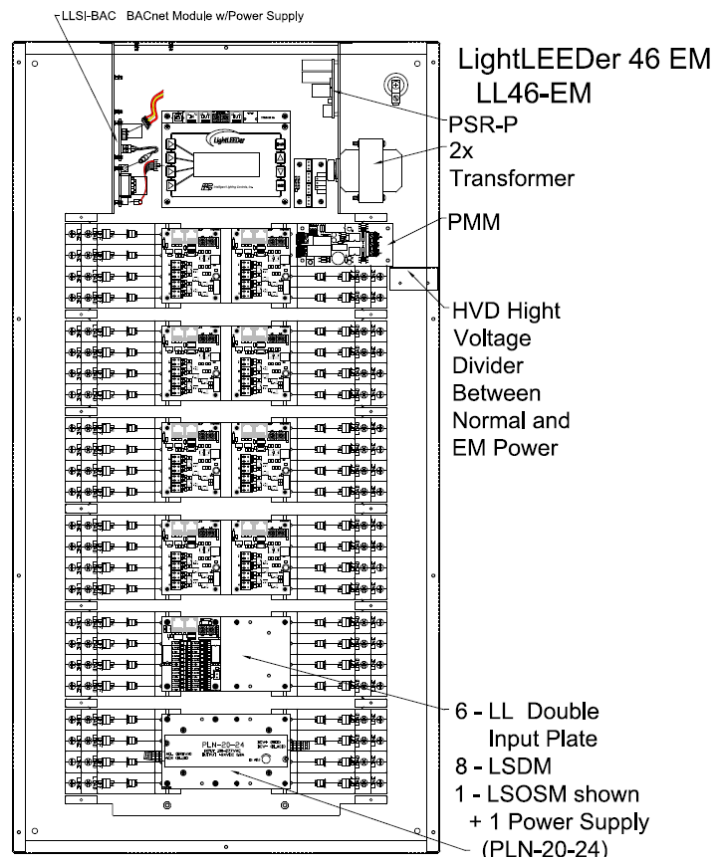 LLSI-BAC BACnet Module w/Power Supply
LightLEEDer 46 EM
LL46-EM
PSR-P
2x
Transformer
LightLEEDer
PMM
HVD Hight
Voltage
Divider
Between
Normal and
EM Power
6 - LL Double
Input Plate
8 - LSDM
1 - LSOSM shown
+ 1 Power Supply
(PLN-20-24)
PLN-20-24